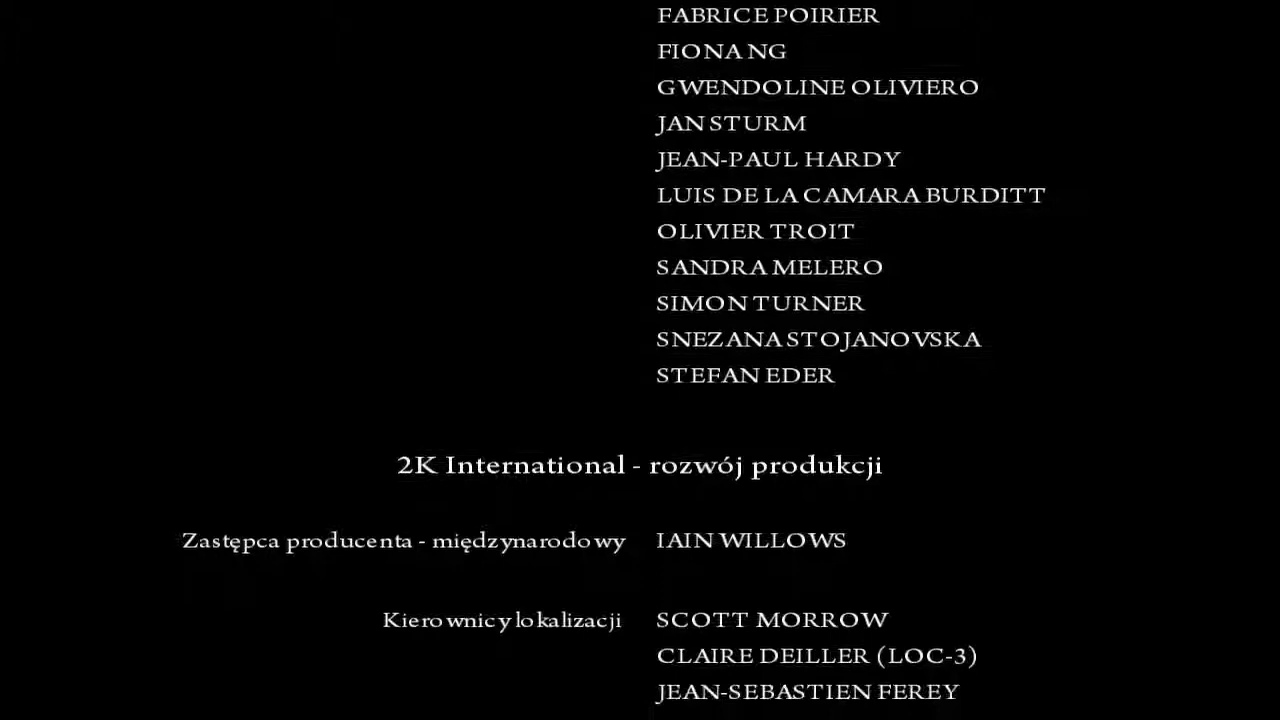 FABRICE POIRIER
FIONA NG
GWENDOLINE OLIVIERO
JAN STURM
JEAN-PAUL HARDY
LUIS DE LA CAMARA BURDITT
OLIVIER TROIT
SANDRA MELERO
SIMON TURNER
SNEZANA STOJANOVSKA
STEFAN EDER
2K International - rozwój produkcji
Zastępca producenta - międzynarodowy IAIN WILLOWS
Kierownicy lokalizacji SCOTT MORROW
CLAIRE DEILLER (LOC-3)
JEAN-SEBASTIEN FEREY